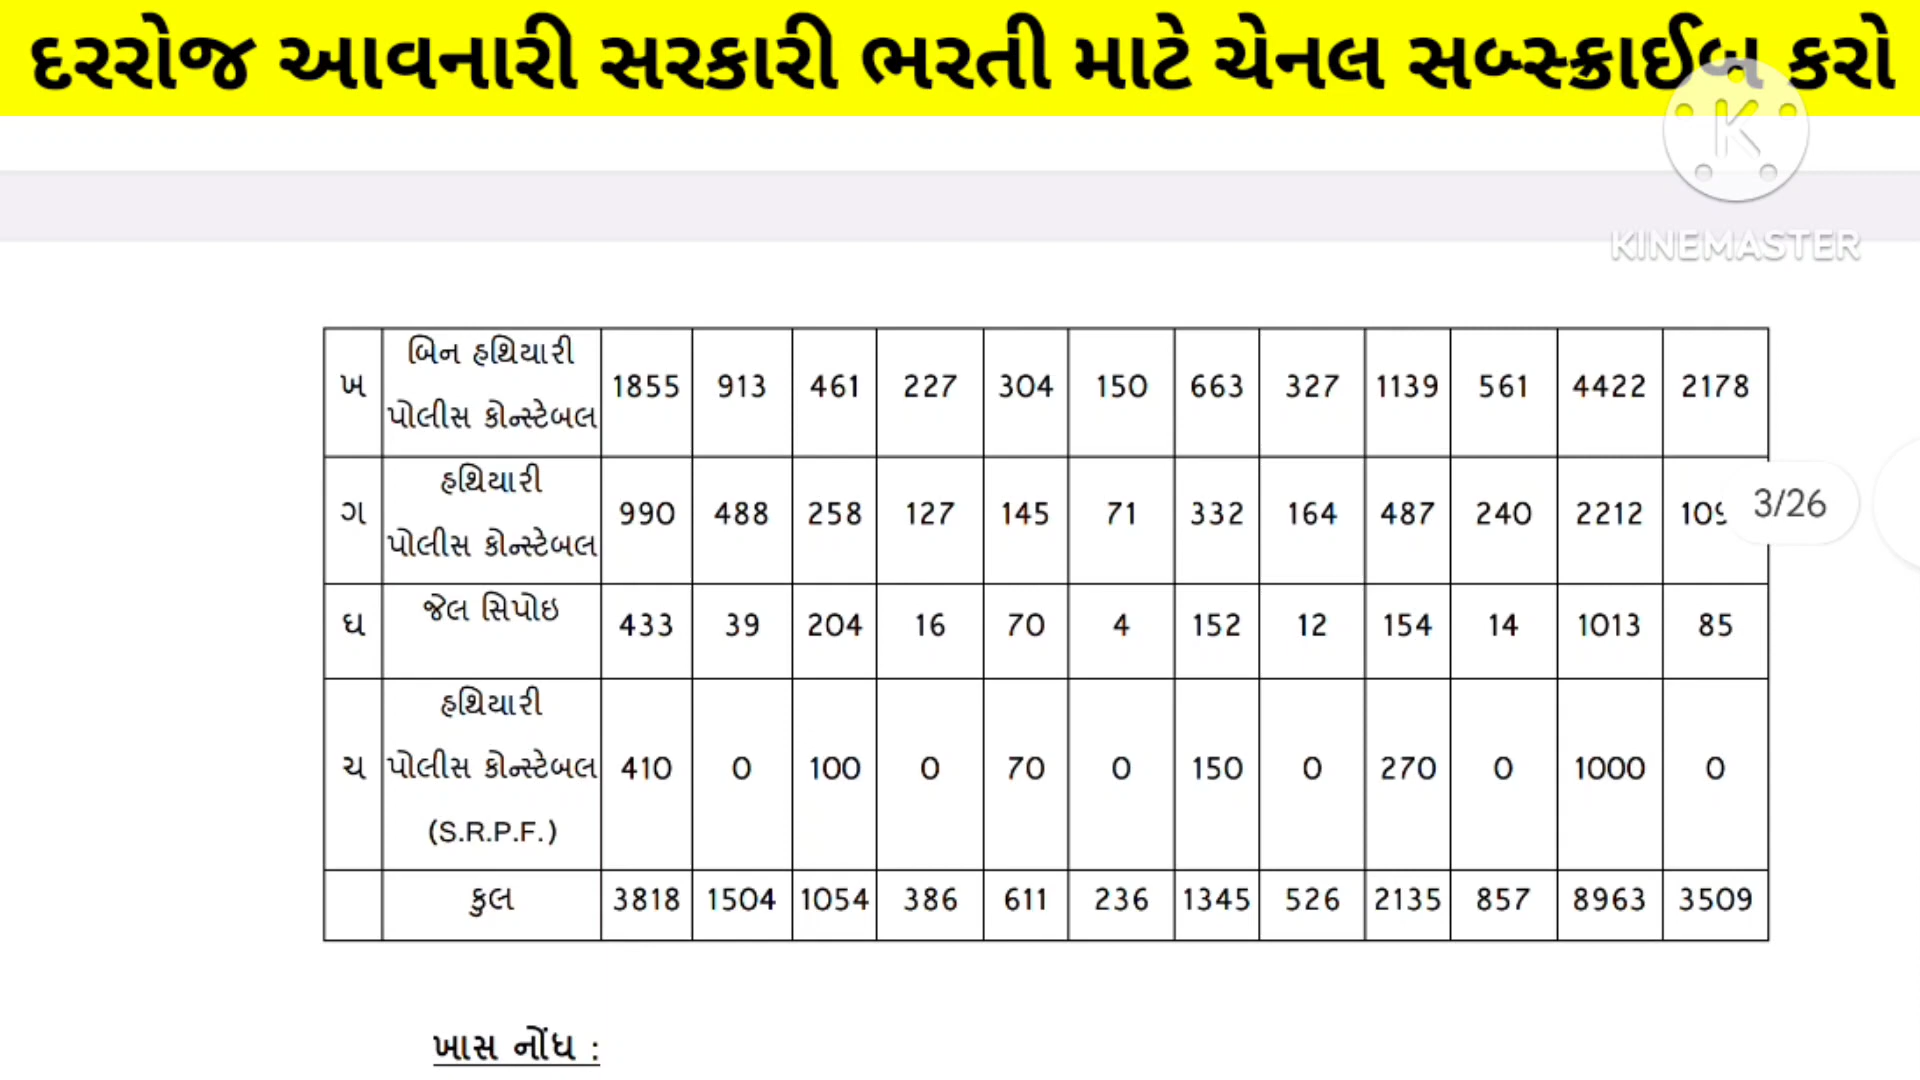 દરરોજ આવનારી સરકારી ભરતી માટે ચેનલ સબ્સ્ક્રાઈબ કરો
KINEMASTER
ખ બિન હથિયારી પોલીસ કોન્સ્ટેબલ 1855 913 461 227 304 150 663 327 1139 561 4422 2178
ગ હથિયારી પોલીસ કોન્સ્ટેબલ 990 488 258 127 145 71 332 164 487 240 2212
3/26
ઘ જેલ સિપોઇ 433 39 204 16 70 4 152 12 154 14 1013 85
ચ હથિયારી પોલીસ કોન્સ્ટેબલ (S.R.P.F.) 410 0 100 0 70 0 150 0 270 0 1000 0
કુલ 3818 1504 1054 386 611 236 1345 526 2135 857 8963 3509
ખાસ નોંધ :